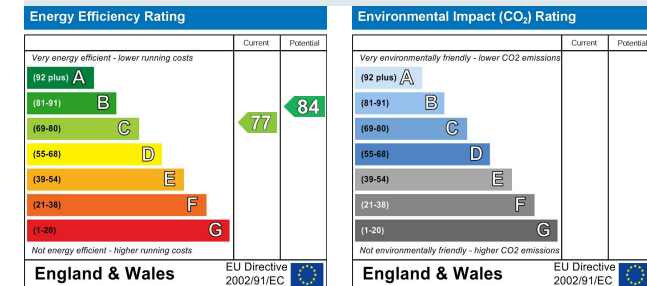 Energy Efficiency Rating
Current Potential
Very energy efficient - lower running costs
(92 plus) A
(81-91) B
(69-80) C
(55-68) D
(39-54) E
(21-38) F
(1-20) G
77
84
Not energy efficient - higher running costs
England & Wales
EU Directive
2002/91/EC
Environmental Impact (CO₂) Rating
Current Potential
Very environmentally friendly - lower CO2 emissions
(92 plus) A
(81-91) B
(69-80) C
(55-68) D
(39-54) E
(21-38) F
(1-20) G
Not environmentally friendly - higher CO2 emissions
England & Wales
EU Directive
2002/91/EC